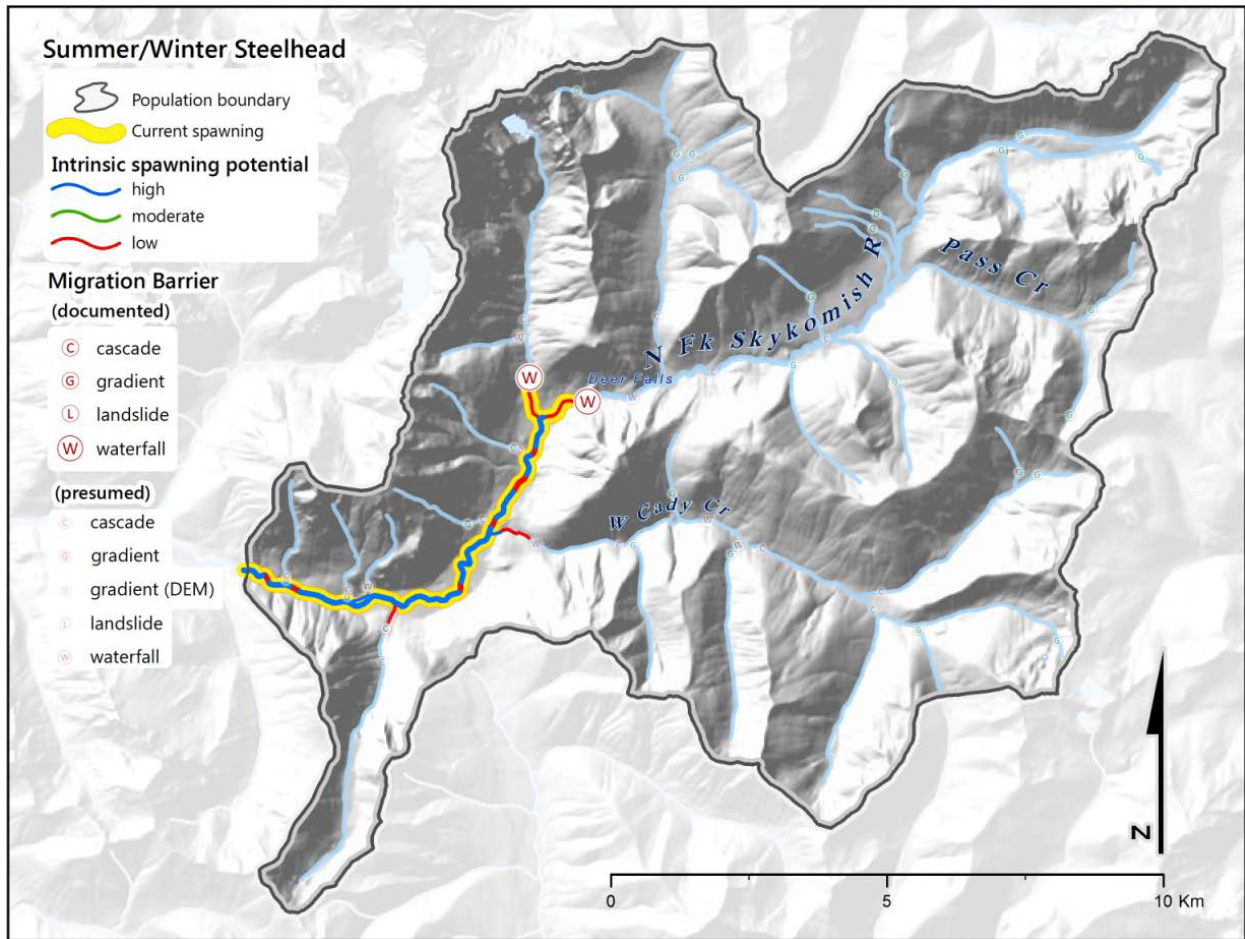 Summer/Winter Steelhead
Population boundary
Current spawning
Intrinsic spawning potential
high
moderate
low
Migration Barrier
(documented)
C cascade
G gradient
L landslide
W waterfall
(presumed)
C cascade
G gradient
G gradient (DEM)
L landslide
W waterfall
N Fk Skykomish R
Pass Cr
Deer Falls
W Cady Cr
W
W
N
0 5 10 Km